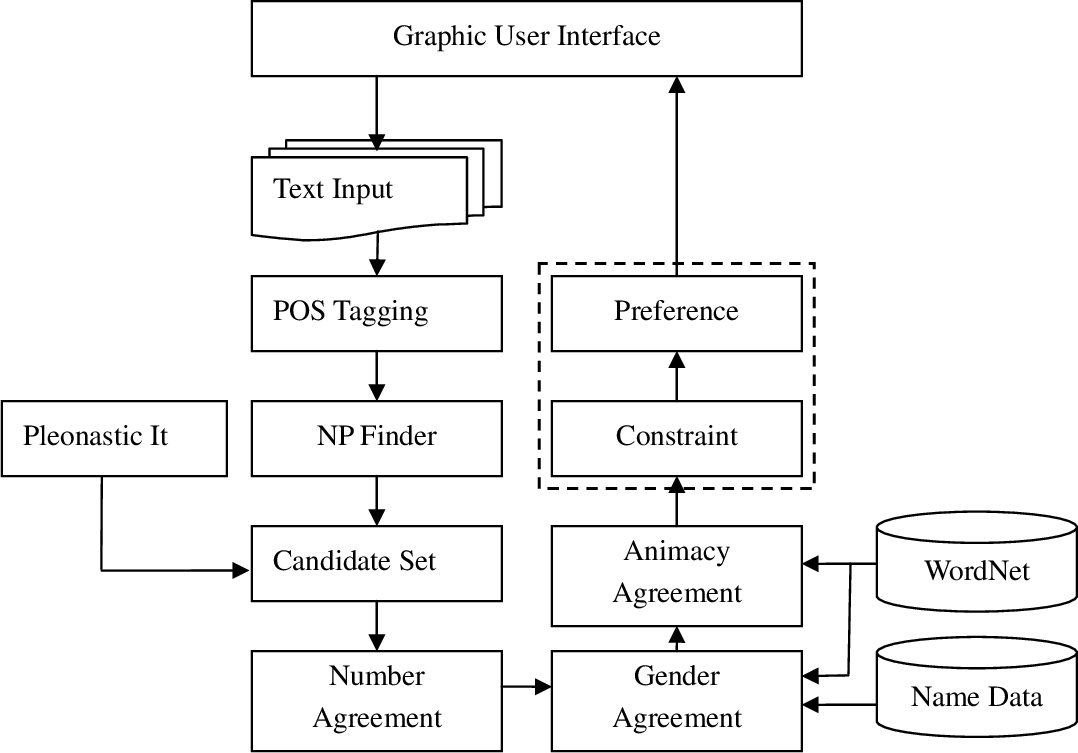 Graphic User Interface
Text Input
POS Tagging
Preference
Pleonastic It
NP Finder
Constraint
Candidate Set
Animacy
Agreement
WordNet
Number
Agreement
Gender
Agreement
Name Data